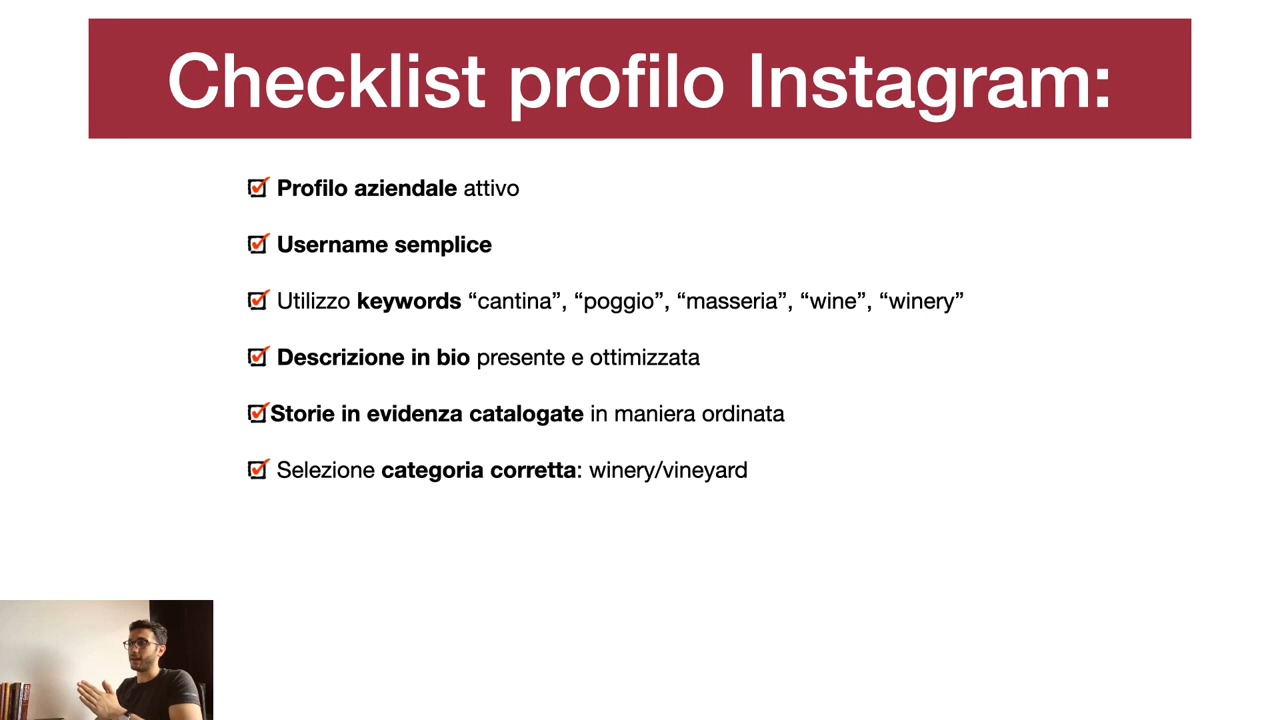 Checklist profilo Instagram:
Profilo aziendale attivo
Username semplice
Utilizzo keywords “cantina”, “poggio”, “masseria”, “wine”, “winery”
Descrizione in bio presente e ottimizzata
Storie in evidenza catalogate in maniera ordinata
Selezione categoria corretta: winery/vineyard